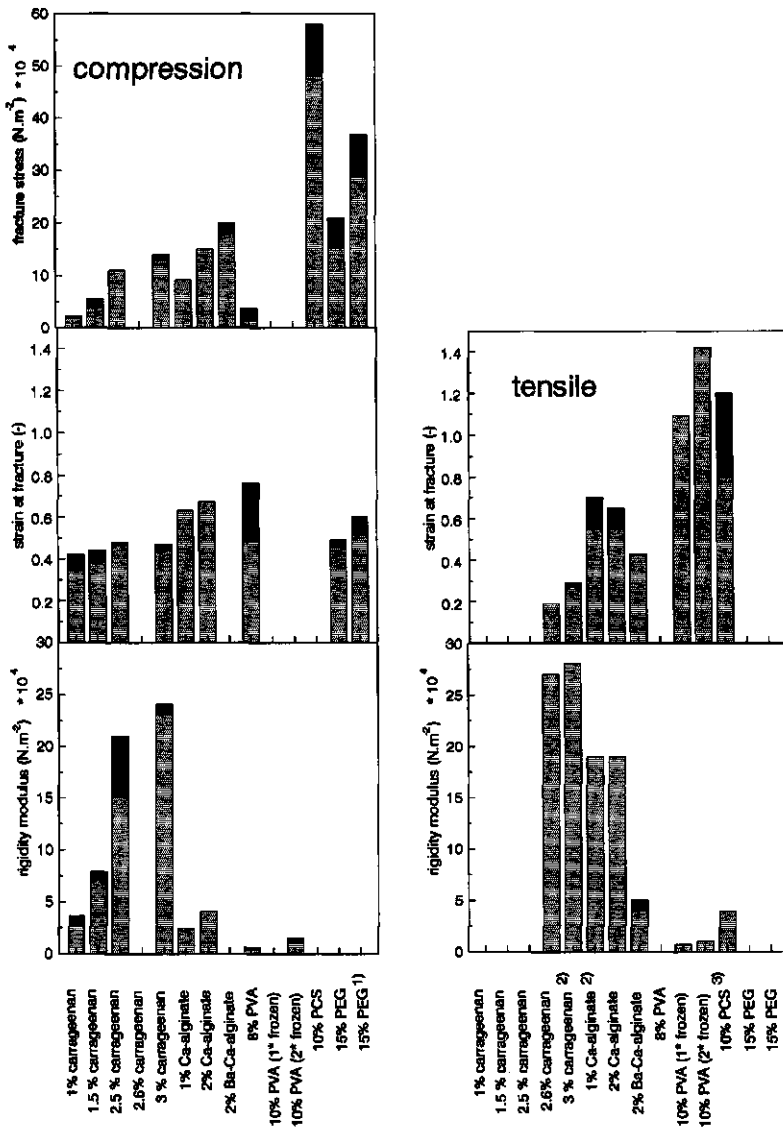 compression
fracture stress (N.m⁻²) * 10⁴
60
50
40
30
20
10
0
strain at fracture (-)
1.4
1.2
1.0
0.8
0.6
0.4
0.2
30
rigidity modulus (N.m⁻²) * 10⁴
25
20
15
10
5
0
1% carrageenan
1.5 % carrageenan
2.5 % carrageenan
2.6% carrageenan
3 % carrageenan
1% Ca-alginate
2% Ca-alginate
2% Ba-Ca-alginate
8% PVA
10% PVA (1* frozen)
10% PVA (2* frozen)
10% PCS
15% PEG
15% PEG 1)
tensile
strain at fracture (-)
1.4
1.2
1.0
0.8
0.6
0.4
0.2
30
rigidity modulus (N.m⁻²) * 10⁴
25
20
15
10
5
0
1% carrageenan
1.5 % carrageenan
2.5 % carrageenan
2.6% carrageenan
3 % carrageenan 2)
1% Ca-alginate 2)
2% Ca-alginate
2% Ba-Ca-alginate
8% PVA
10% PVA (1* frozen)
10% PVA (2* frozen)
10% PCS 3)
15% PEG
15% PEG